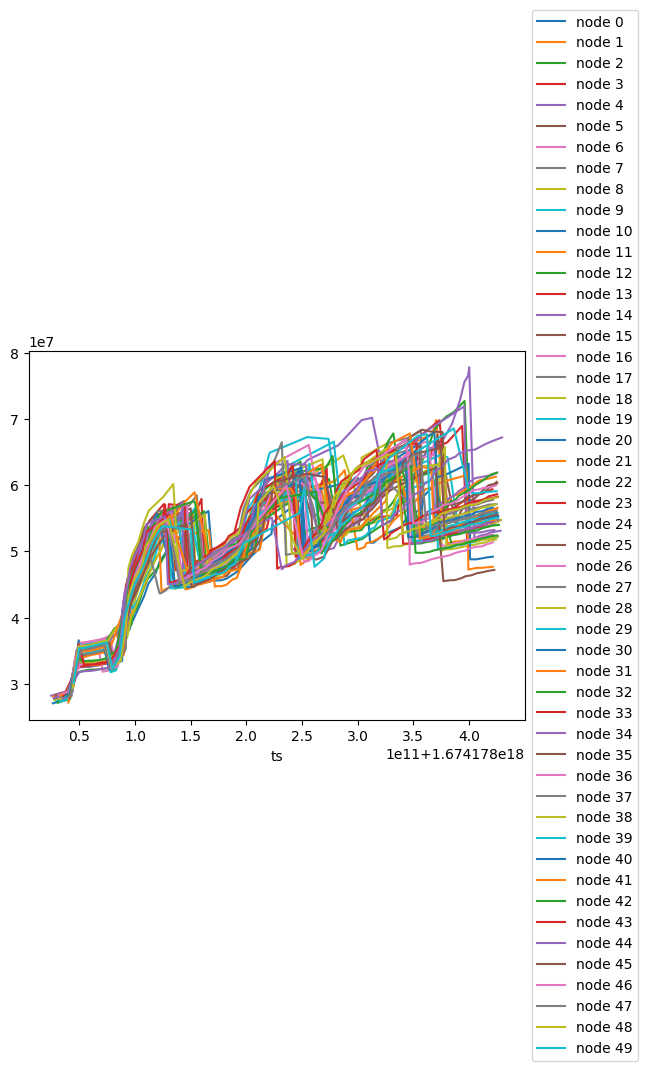 node 0
node 1
node 2
node 3
node 4
node 5
node 6
node 7
node 8
node 9
node 10
node 11
node 12
node 13
node 14
node 15
node 16
node 17
node 18
node 19
node 20
node 21
node 22
node 23
node 24
node 25
node 26
node 27
node 28
node 29
node 30
node 31
node 32
node 33
node 34
node 35
node 36
node 37
node 38
node 39
node 40
node 41
node 42
node 43
node 44
node 45
node 46
node 47
node 48
node 49
1e7
8
7
6
5
4
3
0.5 1.0 1.5 2.0 2.5 3.0 3.5 4.0
ts
1e11+1.674178e18